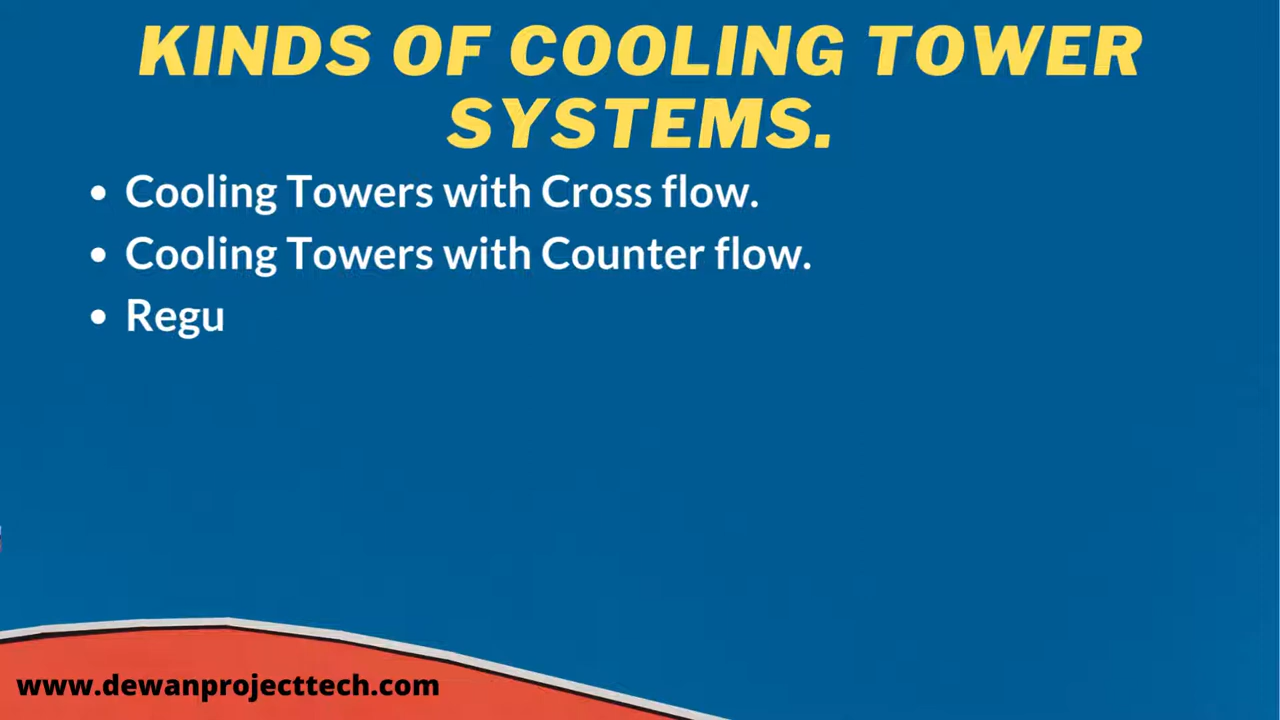 KINDS OF COOLING TOWER
SYSTEMS.
• Cooling Towers with Cross flow.
• Cooling Towers with Counter flow.
• Regu
www.dewanprojecttech.com